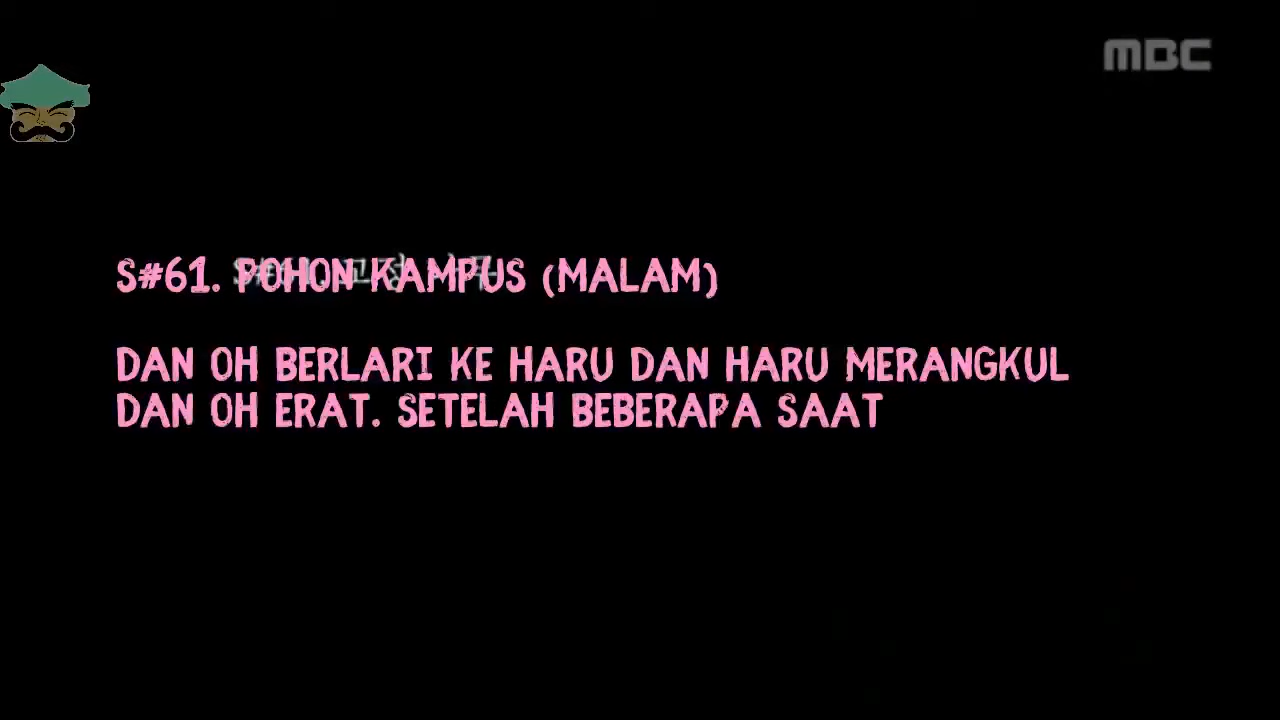 MBC
S#61. POHON KAMPUS (MALAM)
DAN OH BERLARI KE HARU DAN HARU MERANGKUL
DAN OH ERAT. SETELAH BEBERAPA SAAT